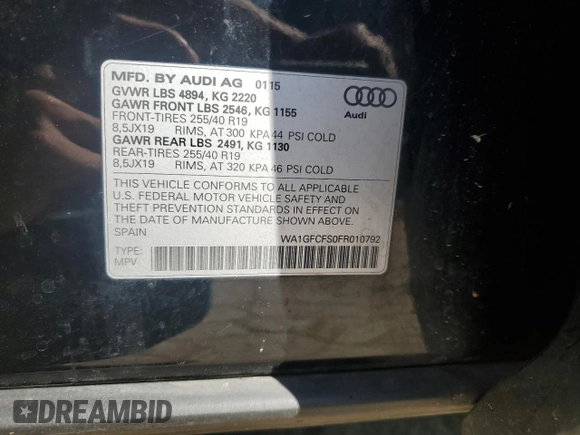 MFD. BY AUDI AG 0115
GVWR LBS 4894, KG 2220
GAWR FRONT LBS 2546, KG 1155
FRONT-TIRES 255/40 R19
8,5JX19 RIMS, AT 300 KPA 44 PSI COLD
GAWR REAR LBS 2491, KG 1130
REAR-TIRES 255/40 R19
8,5JX19 RIMS, AT 320 KPA 46 PSI COLD
Audi
THIS VEHICLE CONFORMS TO ALL APPLICABLE
U.S. FEDERAL MOTOR VEHICLE SAFETY AND
THEFT PREVENTION STANDARDS IN EFFECT ON
THE DATE OF MANUFACTURE SHOWN ABOVE.
SPAIN
WA1GFCFS0FR010792
TYPE:
MPV
DREAMBID